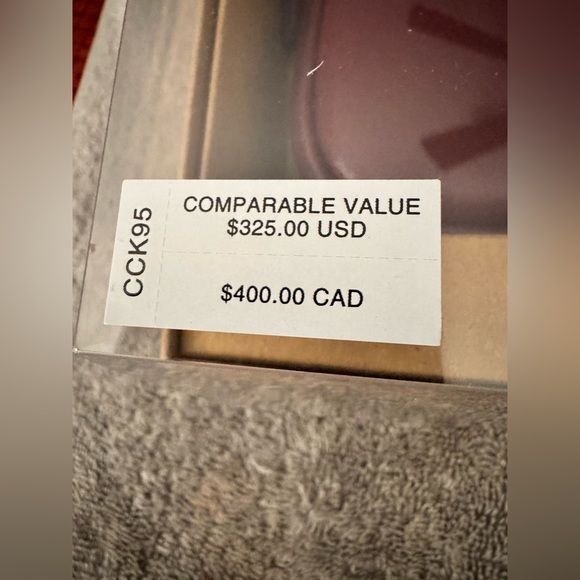 CCK95
COMPARABLE VALUE
$325.00 USD
$400.00 CAD